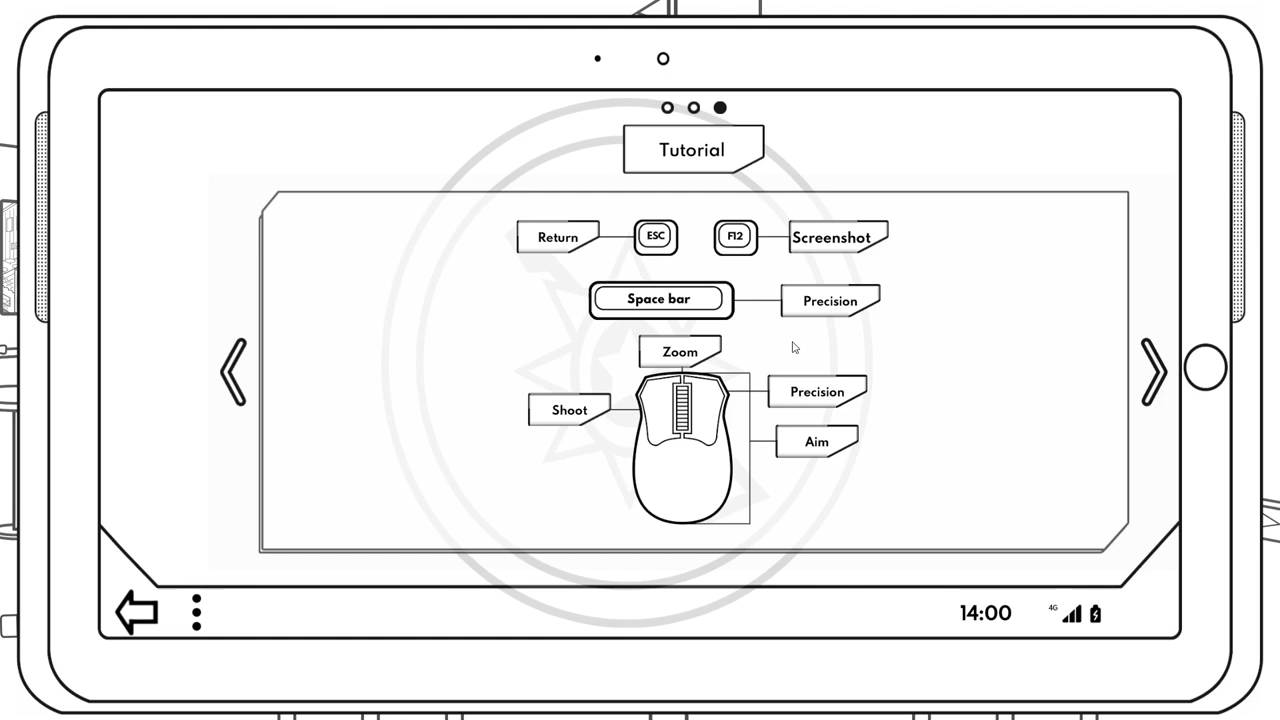 Tutorial
Return ESC F12 Screenshot
Space bar Precision
Zoom
Precision
Shoot
Aim
14:00 4G